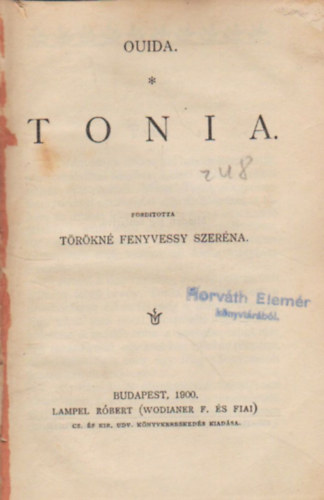 OUIDA.
*
TONIA.
248
FORDITOTTA
TÖRÖKNÉ FENYVESSY SZERÉNA.
Horváth Elemér
könyvtárából.
BUDAPEST, 1900.
LAMPEL RÓBERT (WODIANER F. ÉS FIAI)
CS. ÉS KIR. UDV. KÖNYVKERESKEDÉS KIADÁSA.